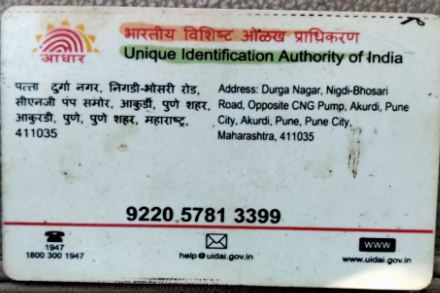 भारतीय विशिष्ट ओळख प्राधिकरण
आधार
Unique Identification Authority of India
पत्ता दुर्गा नगर, निगडी-भोसरी रोड,
सीएनजी पंप समोर, आकुर्डी, पुणे शहर,
आकुरडी, पुणे, पुणे शहर, महाराष्ट्र,
411035
Address: Durga Nagar, Nigdi-Bhosari
Road, Opposite CNG Pump, Akurdi, Pune
City, Akurdi, Pune, Pune City,
Maharashtra, 411035
9220 5781 3399
1947
1800 300 1947
help@uidai.gov.in
www
www.uidai.gov.in